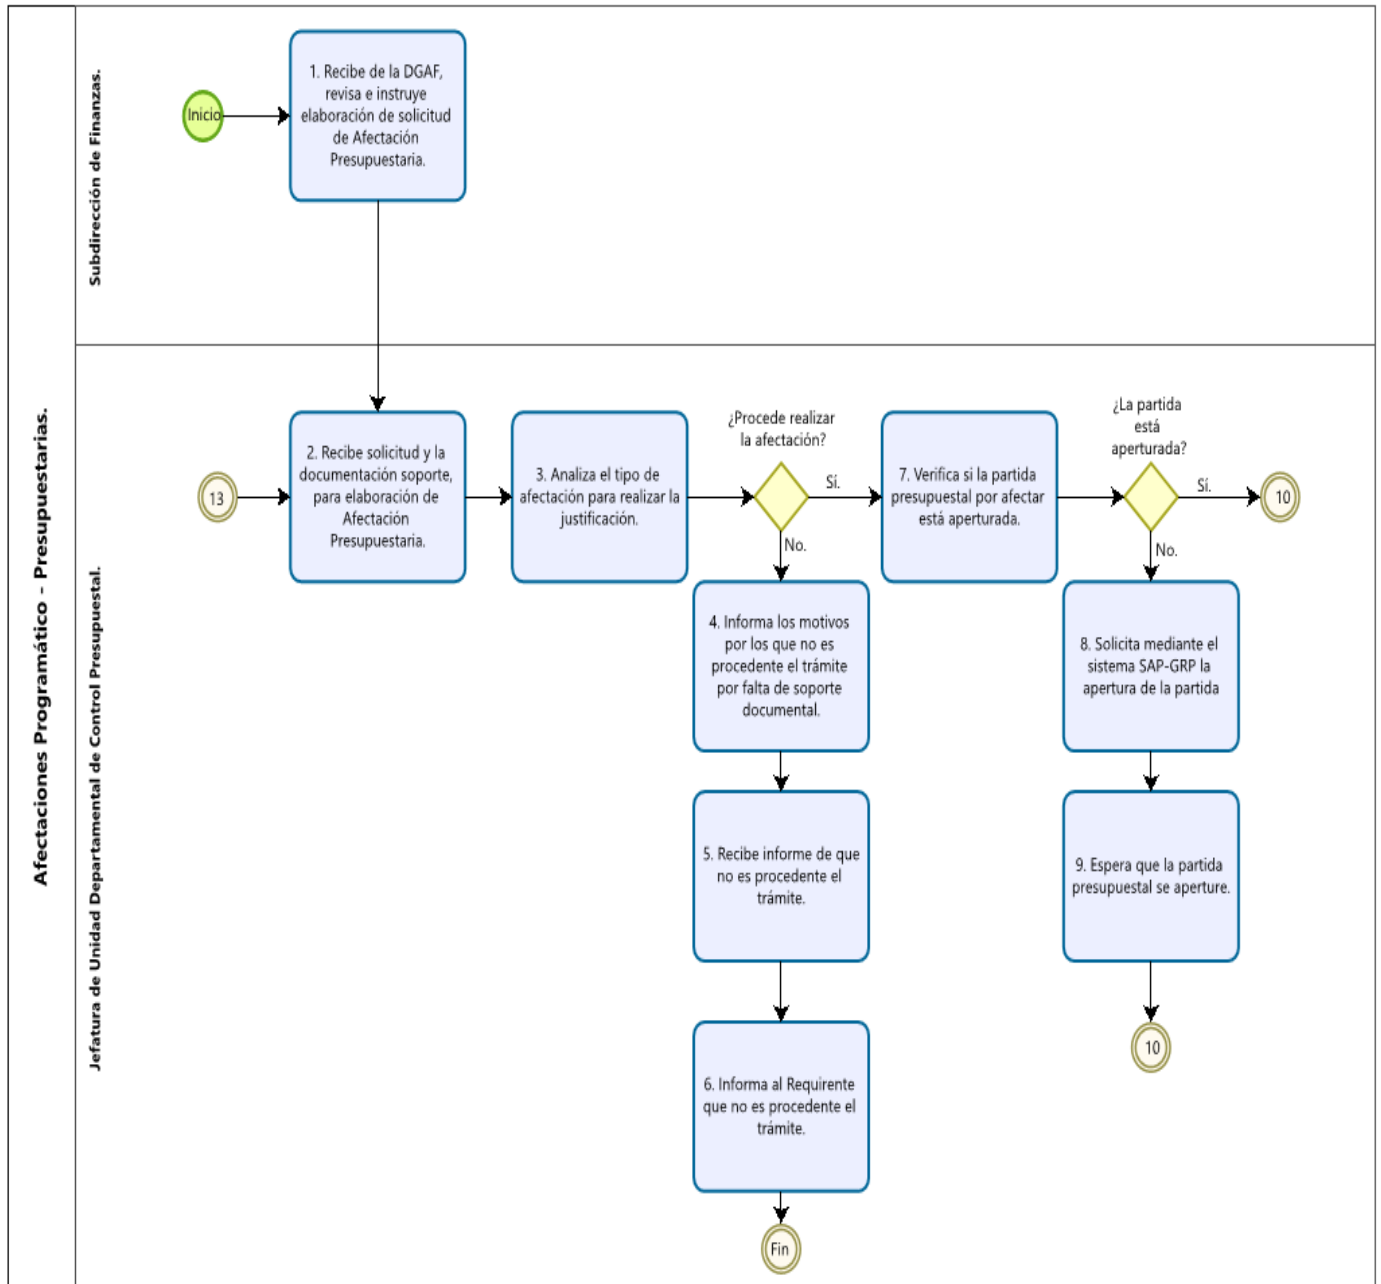 Afectaciones Programático - Presupuestarias.
Subdirección de Finanzas.
Inicio
1. Recibe de la DGAF,
revisa e instruye
elaboración de solicitud
de Afectación
Presupuestaria.
Jefatura de Unidad Departamental de Control Presupuestal.
13
2. Recibe solicitud y la
documentación soporte,
para elaboración de
Afectación
Presupuestaria.
3. Analiza el tipo de
afectación para realizar la
justificación.
¿Procede realizar
la afectación?
Sí.
No.
7. Verifica si la partida
presupuestal por afectar
está aperturada.
¿La partida
está
aperturada?
Sí.
10
No.
4. Informa los motivos
por los que no es
procedente el trámite
por falta de soporte
documental.
8. Solicita mediante el
sistema SAP-GRP la
apertura de la partida
5. Recibe informe de que
no es procedente el
trámite.
9. Espera que la partida
presupuestal se aperture.
10
6. Informa al Requirente
que no es procedente el
trámite.
Fin